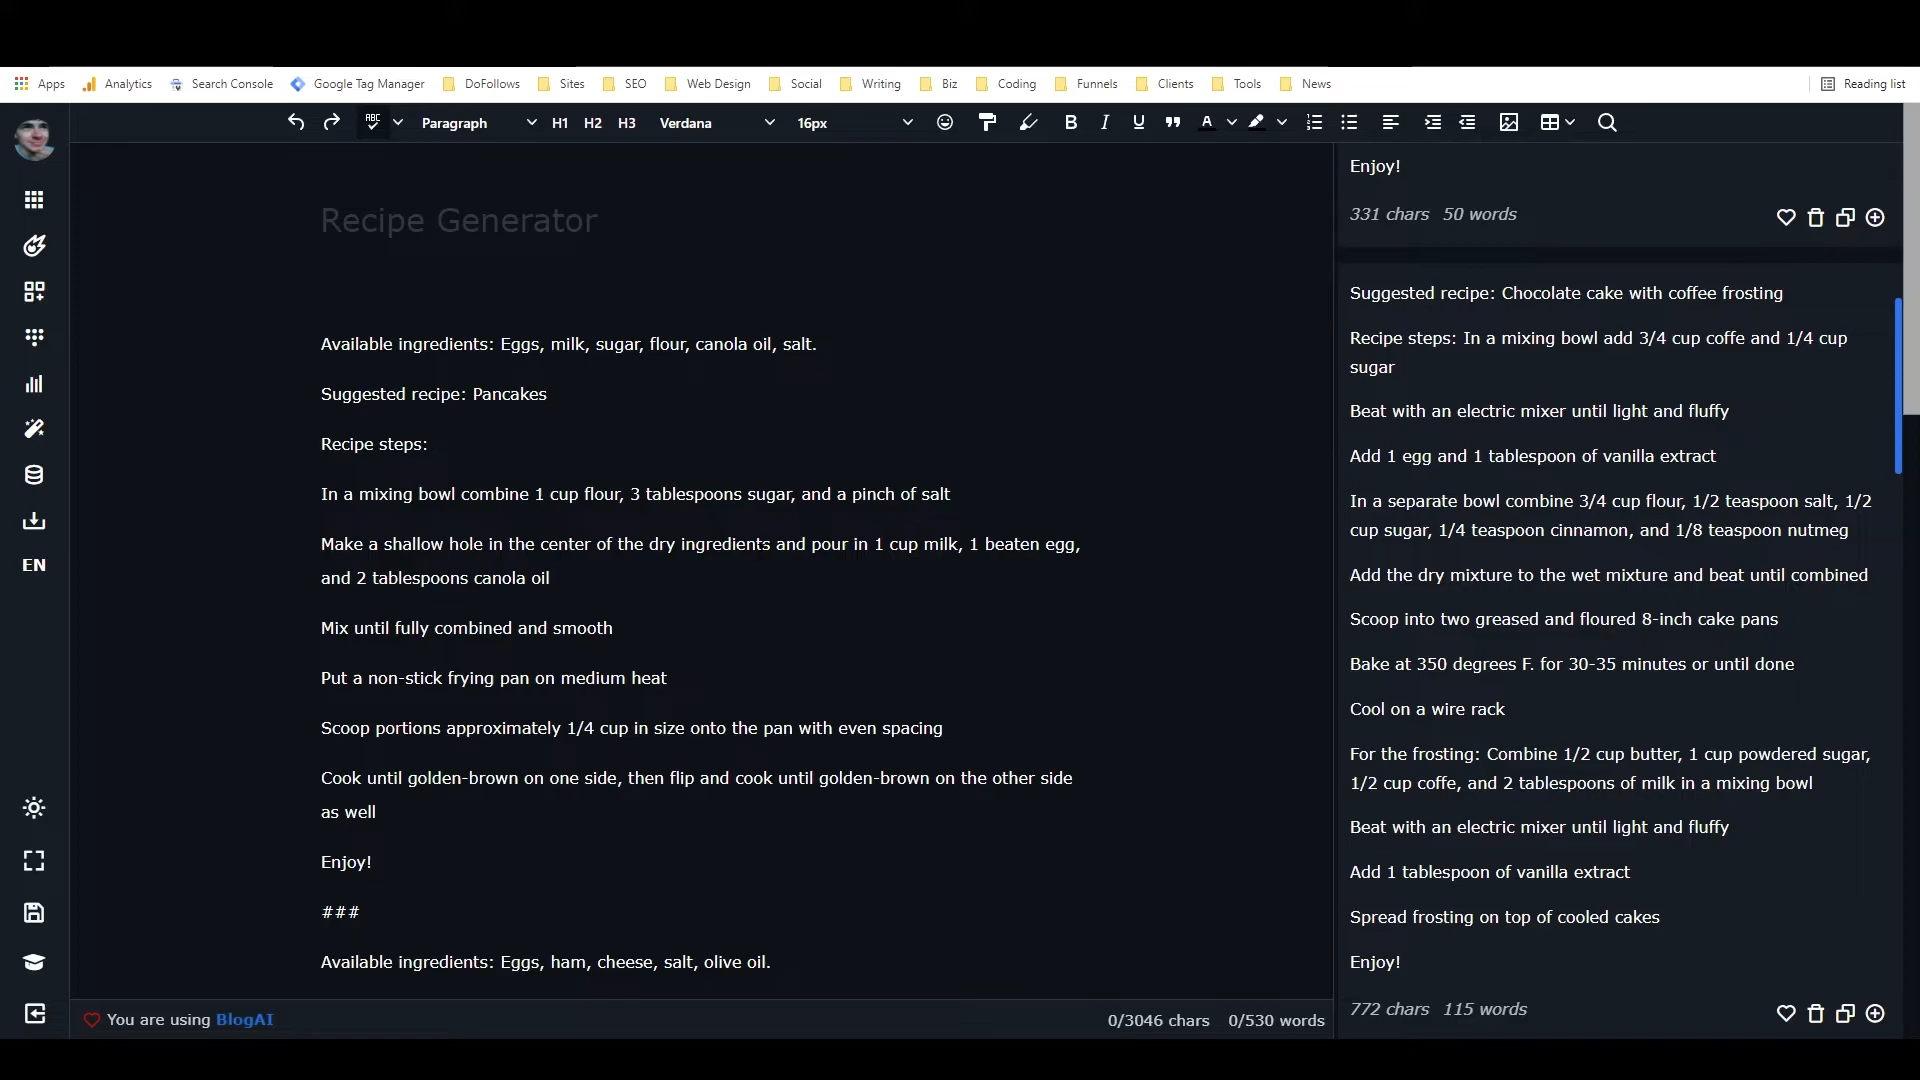 Apps Analytics Search Console Google Tag Manager DoFollows Sites SEO Web Design Social Writing Biz Coding Funnels Clients Tools News Reading list
ABC Paragraph H1 H2 H3 Verdana 16px B I U A
Recipe Generator
Available ingredients: Eggs, milk, sugar, flour, canola oil, salt.
Suggested recipe: Pancakes
Recipe steps:
In a mixing bowl combine 1 cup flour, 3 tablespoons sugar, and a pinch of salt
Make a shallow hole in the center of the dry ingredients and pour in 1 cup milk, 1 beaten egg,
and 2 tablespoons canola oil
Mix until fully combined and smooth
Put a non-stick frying pan on medium heat
Scoop portions approximately 1/4 cup in size onto the pan with even spacing
Cook until golden-brown on one side, then flip and cook until golden-brown on the other side
as well
Enjoy!
###
Available ingredients: Eggs, ham, cheese, salt, olive oil.
EN
You are using BlogAI
0/3046 chars 0/530 words
Enjoy!
331 chars 50 words
Suggested recipe: Chocolate cake with coffee frosting
Recipe steps: In a mixing bowl add 3/4 cup coffe and 1/4 cup
sugar
Beat with an electric mixer until light and fluffy
Add 1 egg and 1 tablespoon of vanilla extract
In a separate bowl combine 3/4 cup flour, 1/2 teaspoon salt, 1/2
cup sugar, 1/4 teaspoon cinnamon, and 1/8 teaspoon nutmeg
Add the dry mixture to the wet mixture and beat until combined
Scoop into two greased and floured 8-inch cake pans
Bake at 350 degrees F. for 30-35 minutes or until done
Cool on a wire rack
For the frosting: Combine 1/2 cup butter, 1 cup powdered sugar,
1/2 cup coffe, and 2 tablespoons of milk in a mixing bowl
Beat with an electric mixer until light and fluffy
Add 1 tablespoon of vanilla extract
Spread frosting on top of cooled cakes
Enjoy!
772 chars 115 words